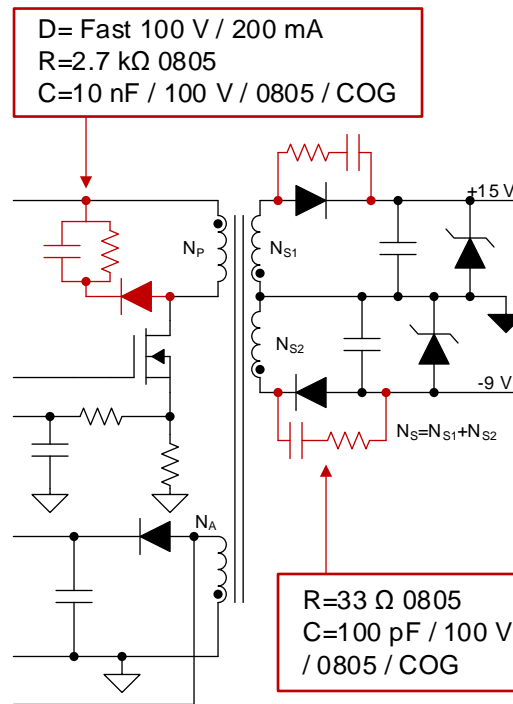 D= Fast 100 V / 200 mA
R=2.7 kΩ 0805
C=10 nF / 100 V / 0805 / COG
+15 V
NP
NS1
NS2
-9 V
NS=NS1+NS2
NA
R=33 Ω 0805
C=100 pF / 100 V
/ 0805 / COG